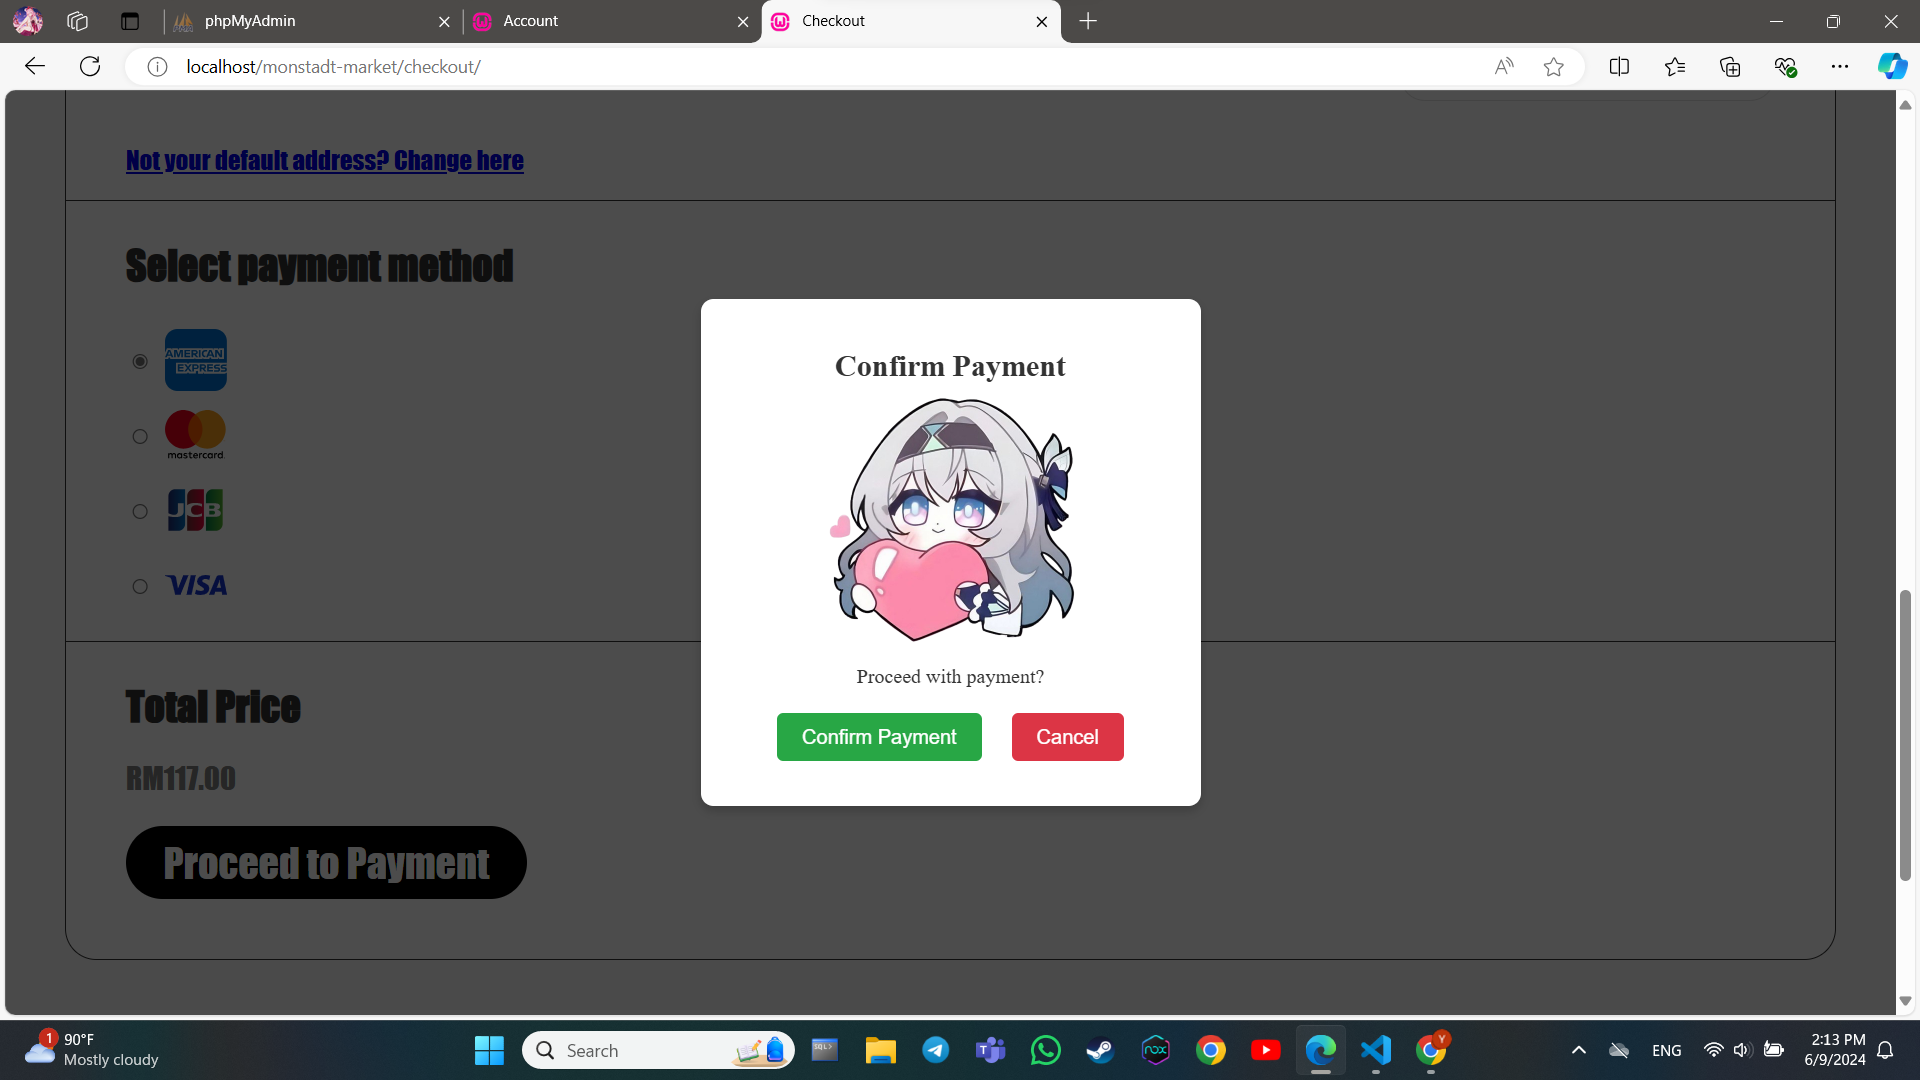 phpMyAdmin
Account
Checkout
localhost/monstadt-market/checkout/
Not your default address? Change here
Select payment method
AMERICAN
EXPRESS
mastercard.
JCB
VISA
Total Price
RM117.00
Proceed to Payment
Confirm Payment
Proceed with payment?
Confirm Payment
Cancel
1
90°F
Mostly cloudy
Search
SQL>
T
nox
Y
ENG
2:13 PM
6/9/2024